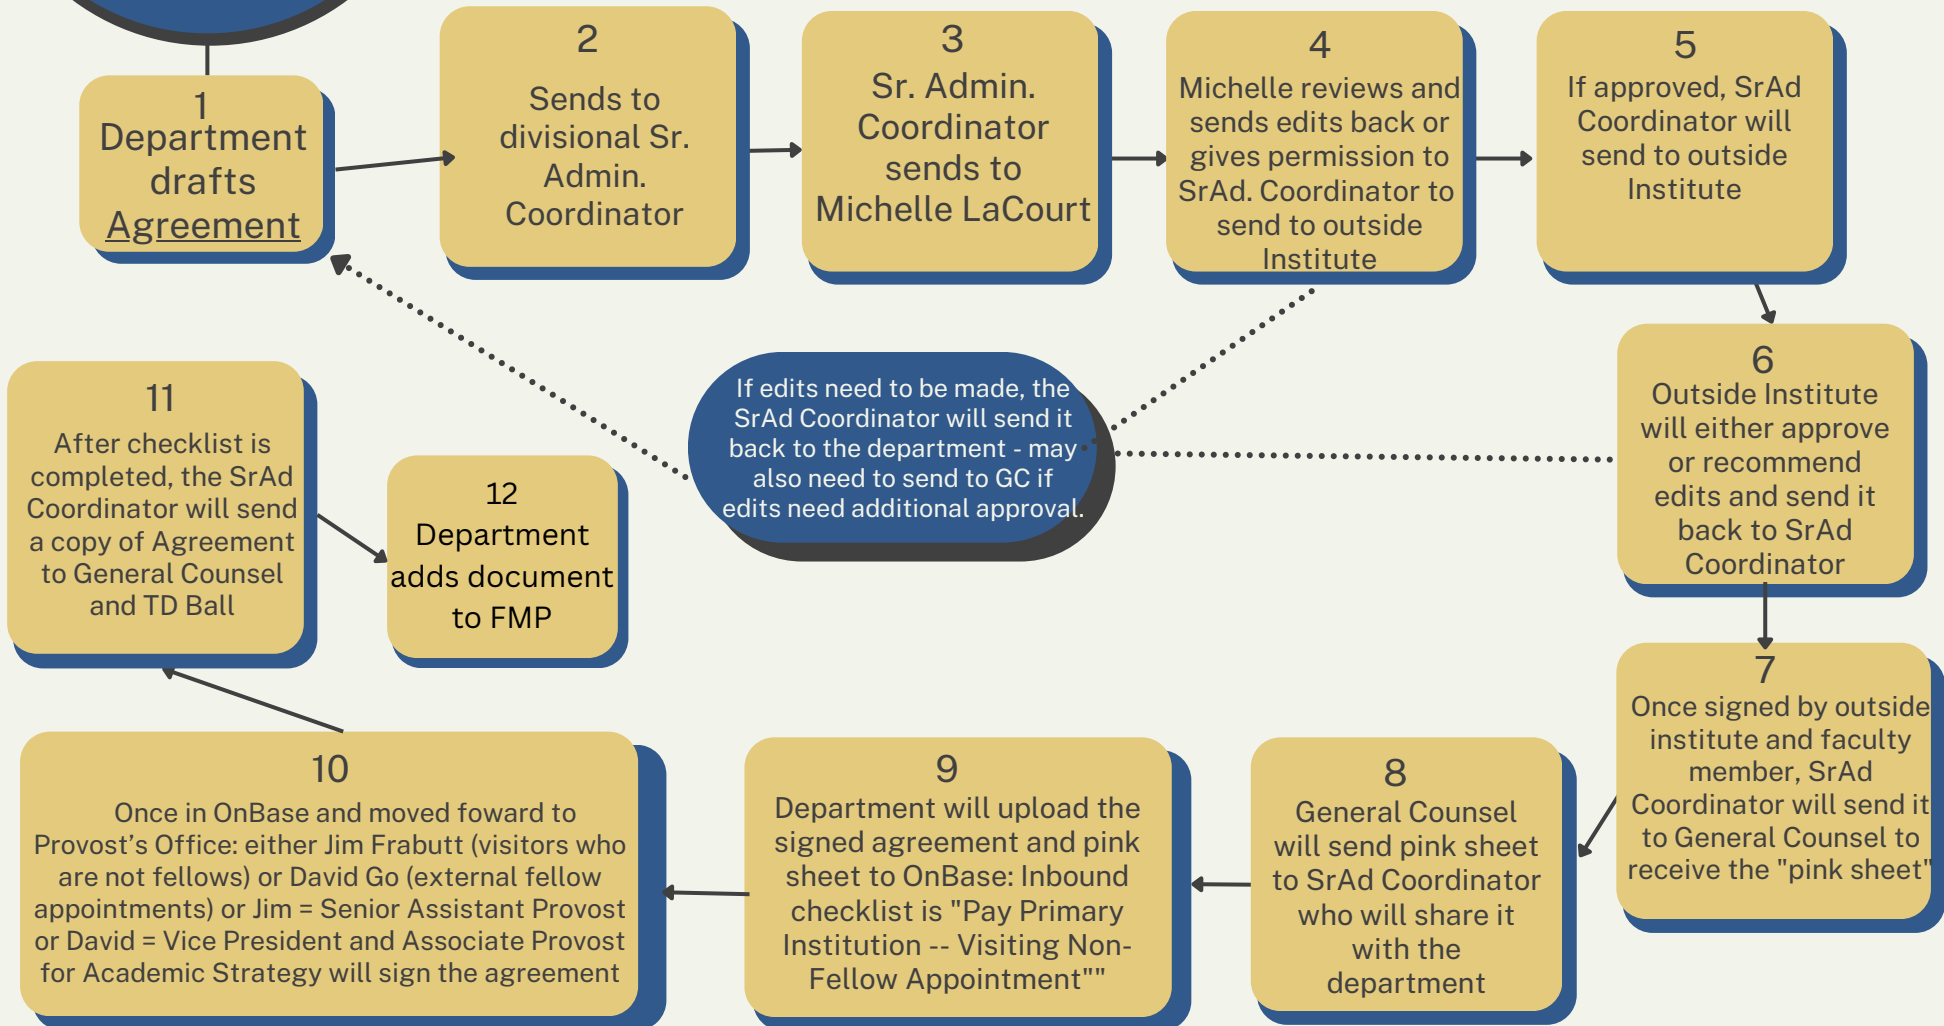 1
Department
drafts
Agreement
2
Sends to
divisional Sr.
Admin.
Coordinator
3
Sr. Admin.
Coordinator
sends to
Michelle LaCourt
4
Michelle reviews and
sends edits back or
gives permission to
SrAd. Coordinator to
send to outside
Institute
5
If approved, SrAd
Coordinator will
send to outside
Institute
If edits need to be made, the
SrAd Coordinator will send it
back to the department - may
also need to send to GC if
edits need additional approval.
6
Outside Institute
will either approve
or recommend
edits and send it
back to SrAd
Coordinator
7
Once signed by outside
institute and faculty
member, SrAd
Coordinator will send it
to General Counsel to
receive the "pink sheet"
8
General Counsel
will send pink sheet
to SrAd Coordinator
who will share it
with the
department
9
Department will upload the
signed agreement and pink
sheet to OnBase: Inbound
checklist is "Pay Primary
Institution -- Visiting Non-
Fellow Appointment""
10
Once in OnBase and moved foward to
Provost's Office: either Jim Frabutt (visitors who
are not fellows) or David Go (external fellow
appointments) or Jim = Senior Assistant Provost
or David = Vice President and Associate Provost
for Academic Strategy will sign the agreement
11
After checklist is
completed, the SrAd
Coordinator will send
a copy of Agreement
to General Counsel
and TD Ball
12
Department
adds document
to FMP